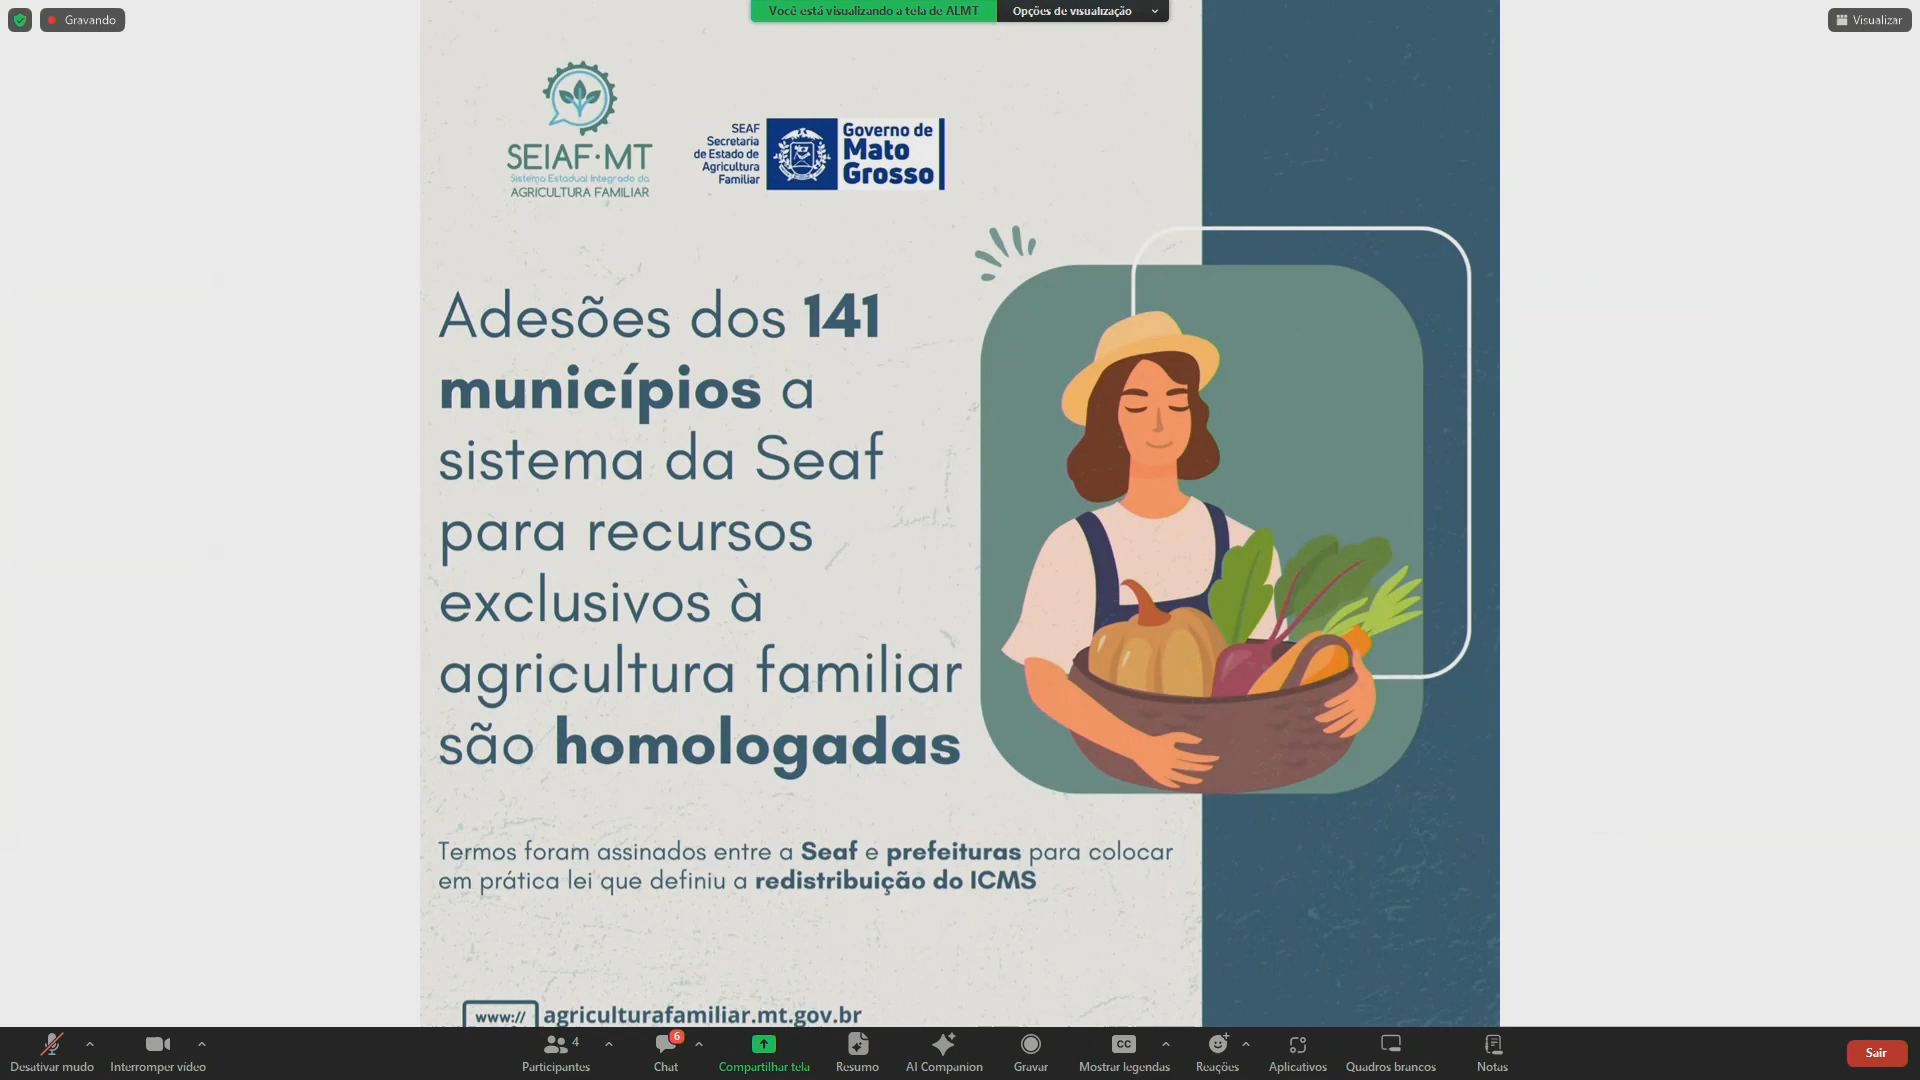 Gravando
Você está visualizando a tela de ALMT
Opções de visualização
Visualizar
SEIAF·MT
Sistema Estadual Integrado da
AGRICULTURA FAMILIAR
SEAF
Secretaria
de Estado de
Agricultura
Familiar
Governo de
Mato
Grosso
Adesões dos 141
municípios a
sistema da Seaf
para recursos
exclusivos à
agricultura familiar
são homologadas
Termos foram assinados entre a Seaf e prefeituras para colocar
em prática lei que definiu a redistribuição do ICMS
www:// agriculturafamiliar.mt.gov.br
4
6
CC
Desativar mudo
Interromper vídeo
Participantes
Chat
Compartilhar tela
Resumo
AI Companion
Gravar
Mostrar legendas
Reações
Aplicativos
Quadros brancos
Notas
Sair